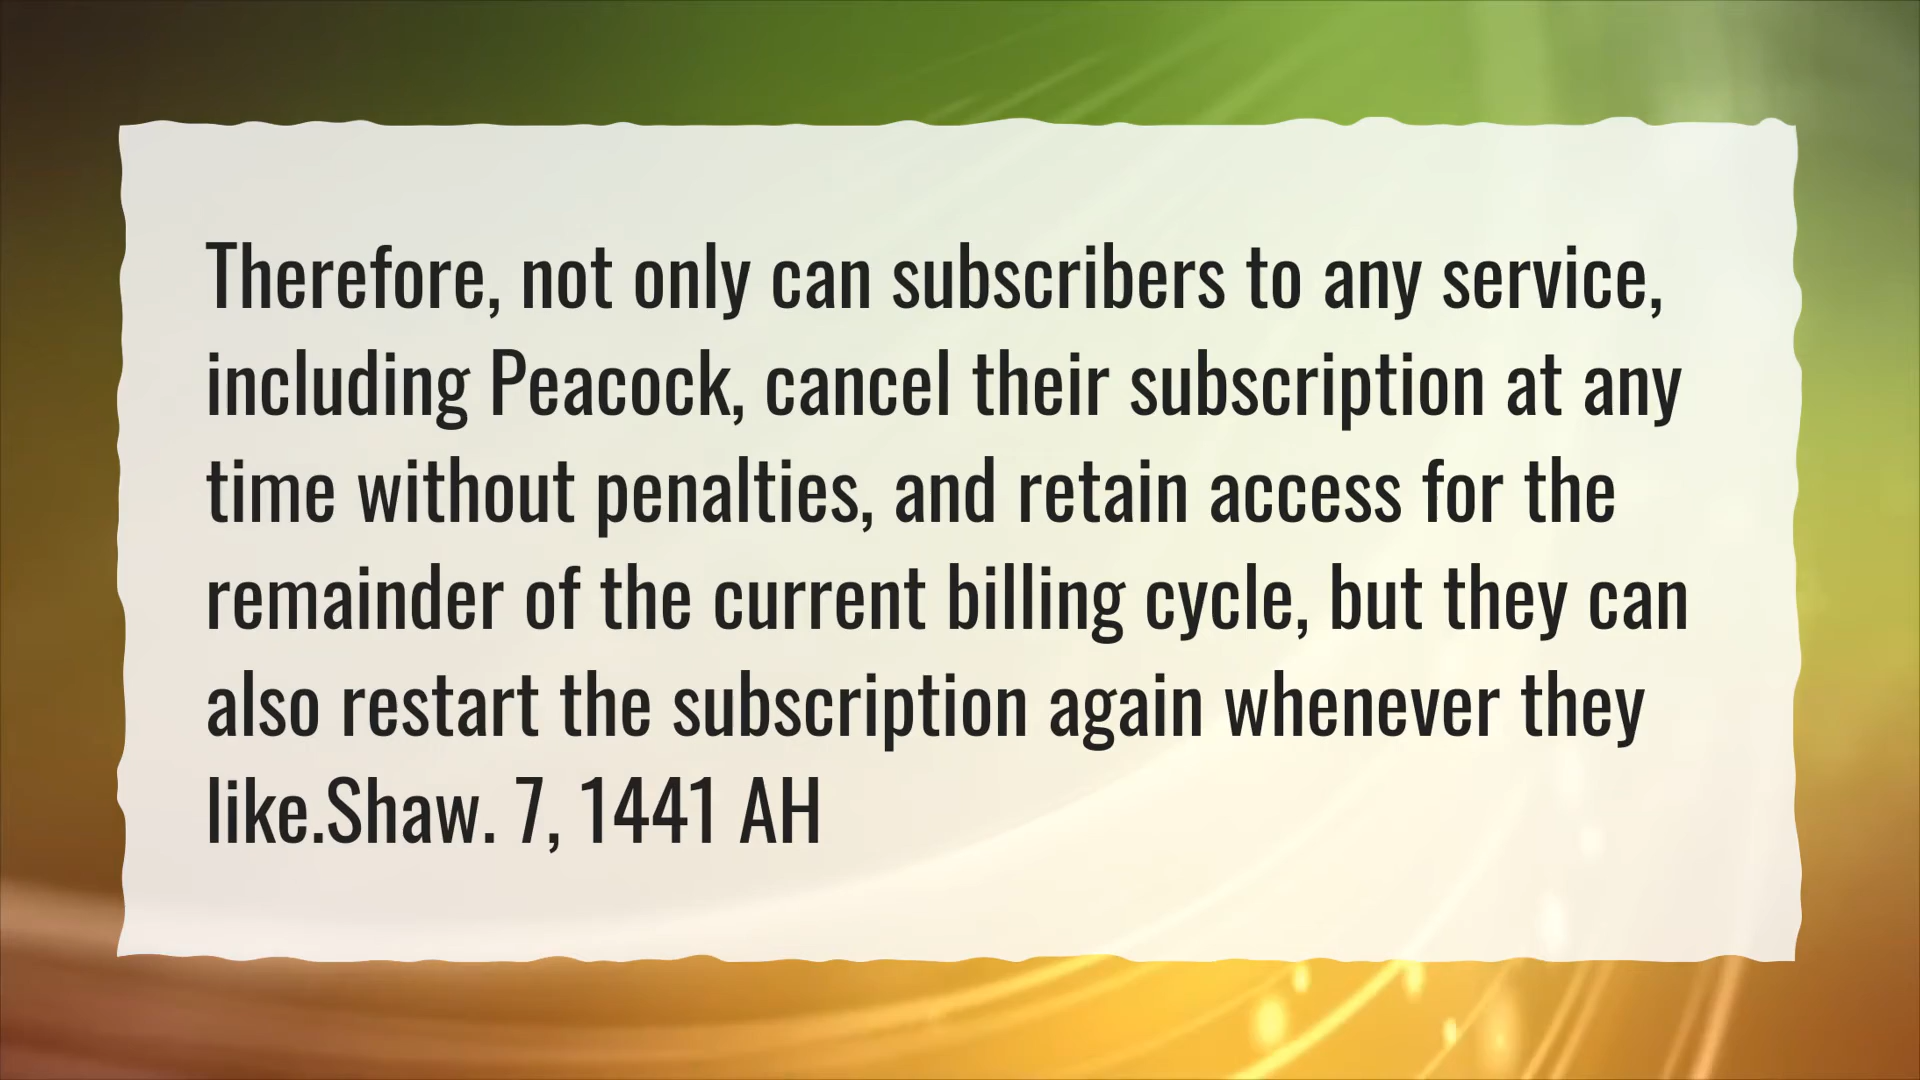 Therefore, not only can subscribers to any service,
including Peacock, cancel their subscription at any
time without penalties, and retain access for the
remainder of the current billing cycle, but they can
also restart the subscription again whenever they
like.Shaw. 7, 1441 AH